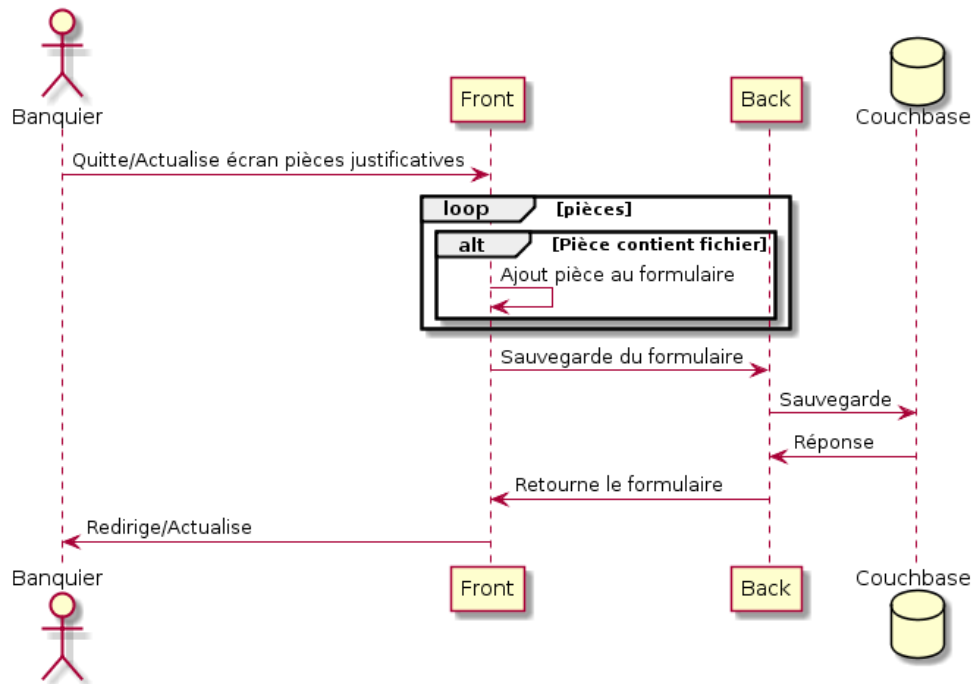 Banquier
Front
Back
Couchbase
Quitte/Actualise écran pièces justificatives
loop [pièces]
alt [Pièce contient fichier]
Ajout pièce au formulaire
Sauvegarde du formulaire
Sauvegarde
Réponse
Retourne le formulaire
Redirige/Actualise
Banquier
Front
Back
Couchbase